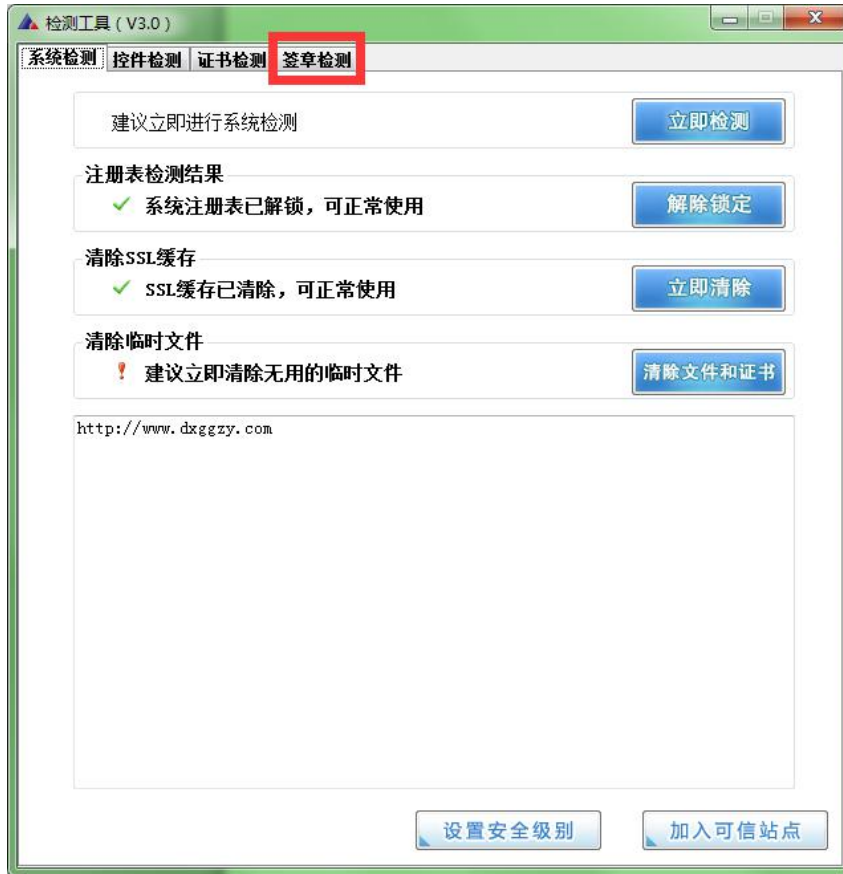 检测工具(V3.0)
系统检测 控件检测 证书检测 签章检测
建议立即进行系统检测 立即检测
注册表检测结果
系统注册表已解锁，可正常使用 解除锁定
清除SSL缓存
SSL缓存已清除，可正常使用 立即清除
清除临时文件
建议立即清除无用的临时文件 清除文件和证书
http://www.dxggzy.com
设置安全级别 加入可信站点